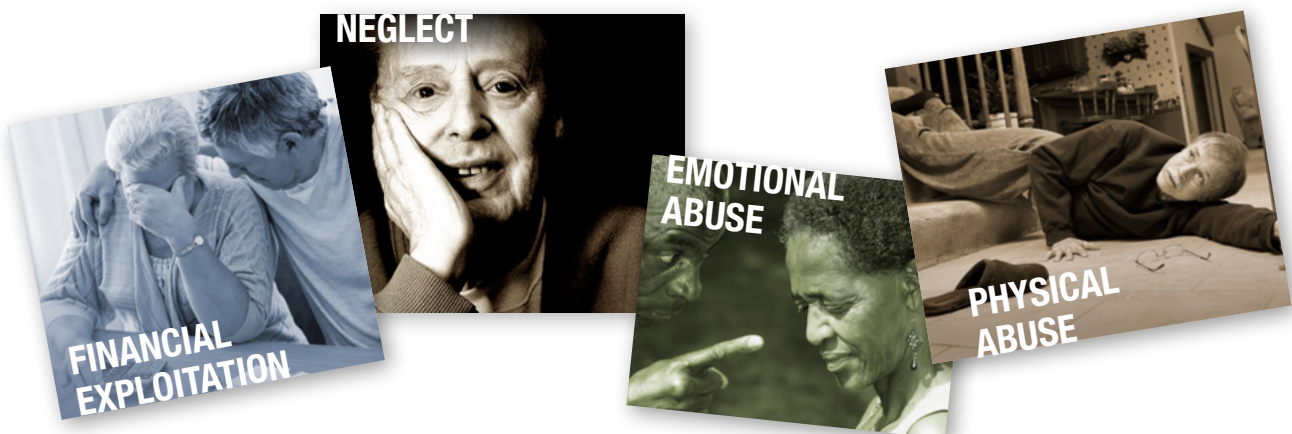 NEGLECT
FINANCIAL
EXPLOITATION
EMOTIONAL
ABUSE
PHYSICAL
ABUSE